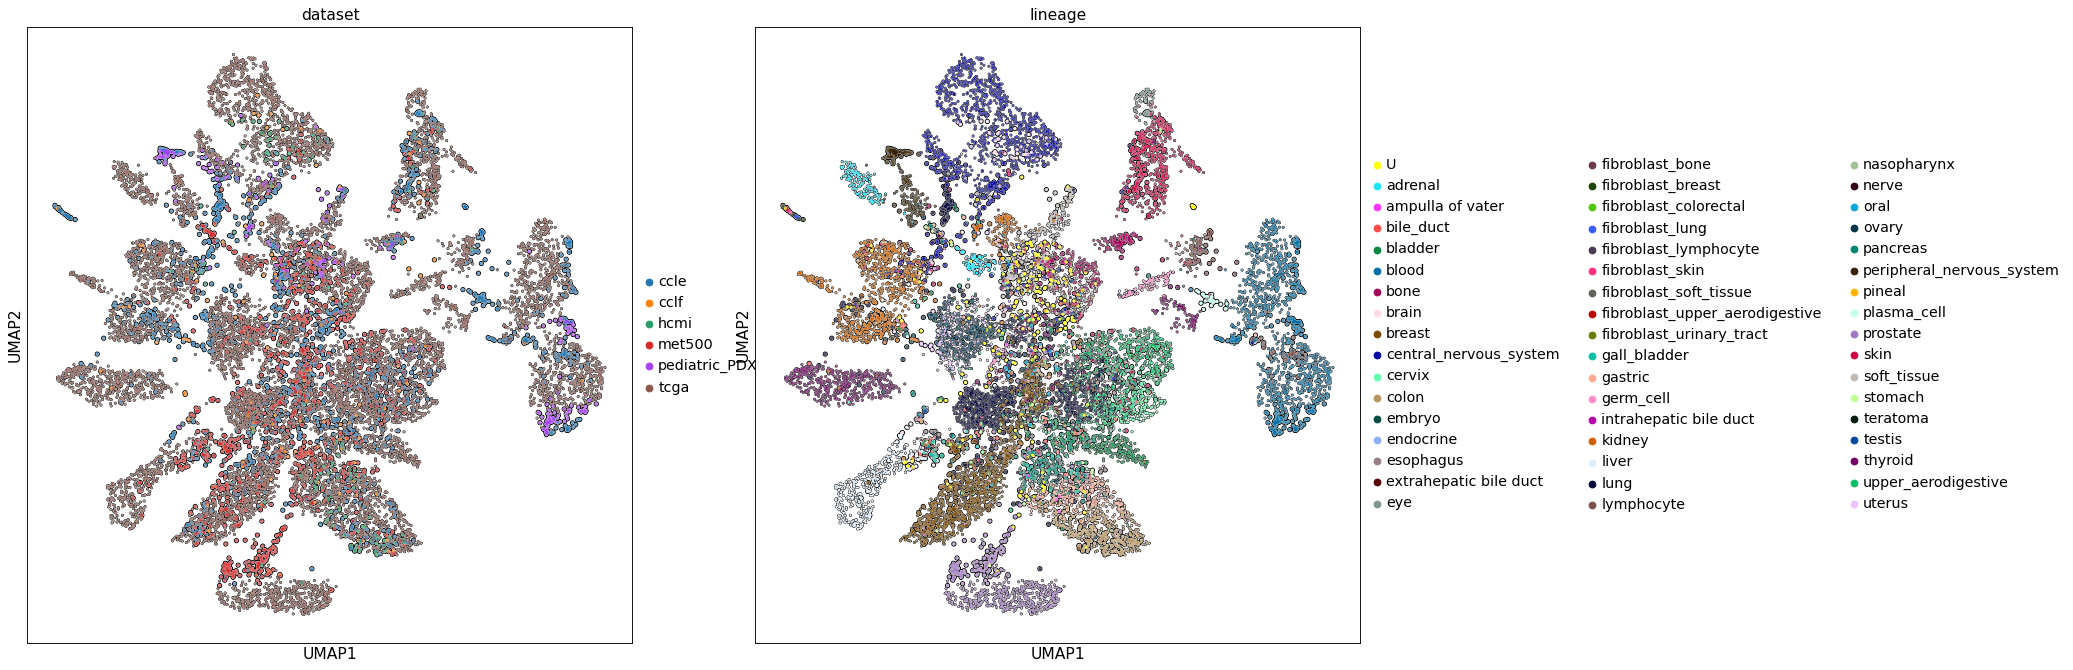 dataset
UMAP2
UMAP1
ccle
cclf
hcmi
met500
pediatric_PDX
tcga
lineage
UMAP2
UMAP1
U
adrenal
ampulla of vater
bile_duct
bladder
blood
bone
brain
breast
central_nervous_system
cervix
colon
embryo
endocrine
esophagus
extrahepatic bile duct
eye
fibroblast_bone
fibroblast_breast
fibroblast_colorectal
fibroblast_lung
fibroblast_lymphocyte
fibroblast_skin
fibroblast_soft_tissue
fibroblast_upper_aerodigestive
fibroblast_urinary_tract
gall_bladder
gastric
germ_cell
intrahepatic bile duct
kidney
liver
lung
lymphocyte
nasopharynx
nerve
oral
ovary
pancreas
peripheral_nervous_system
pineal
plasma_cell
prostate
skin
soft_tissue
stomach
teratoma
testis
thyroid
upper_aerodigestive
uterus